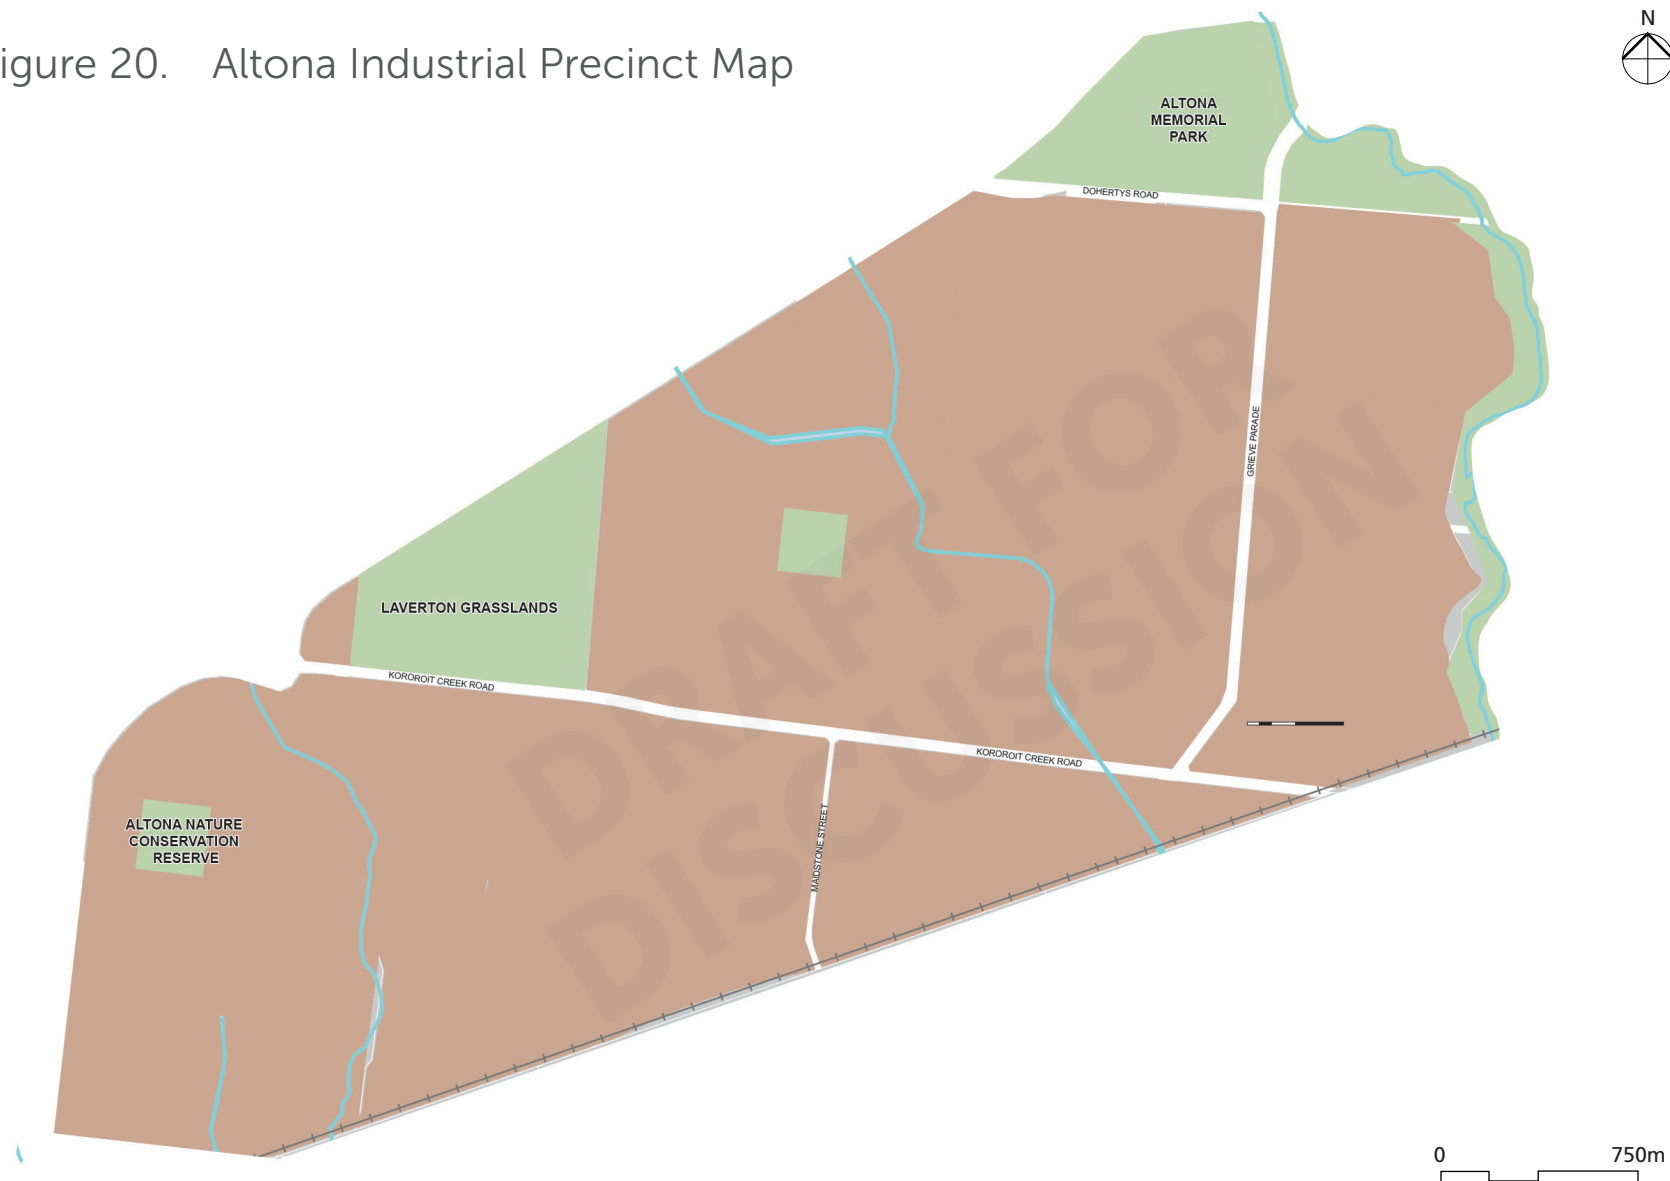 igure 20. Altona Industrial Precinct Map
N
ALTONA
MEMORIAL
PARK
DOHERTYS ROAD
GRIEVE PARADE
LAVERTON GRASSLANDS
KOROROIT CREEK ROAD
KOROROIT CREEK ROAD
MAIDSTONE STREET
ALTONA NATURE
CONSERVATION
RESERVE
DRAFT FOR
DISCUSSION
0 750m